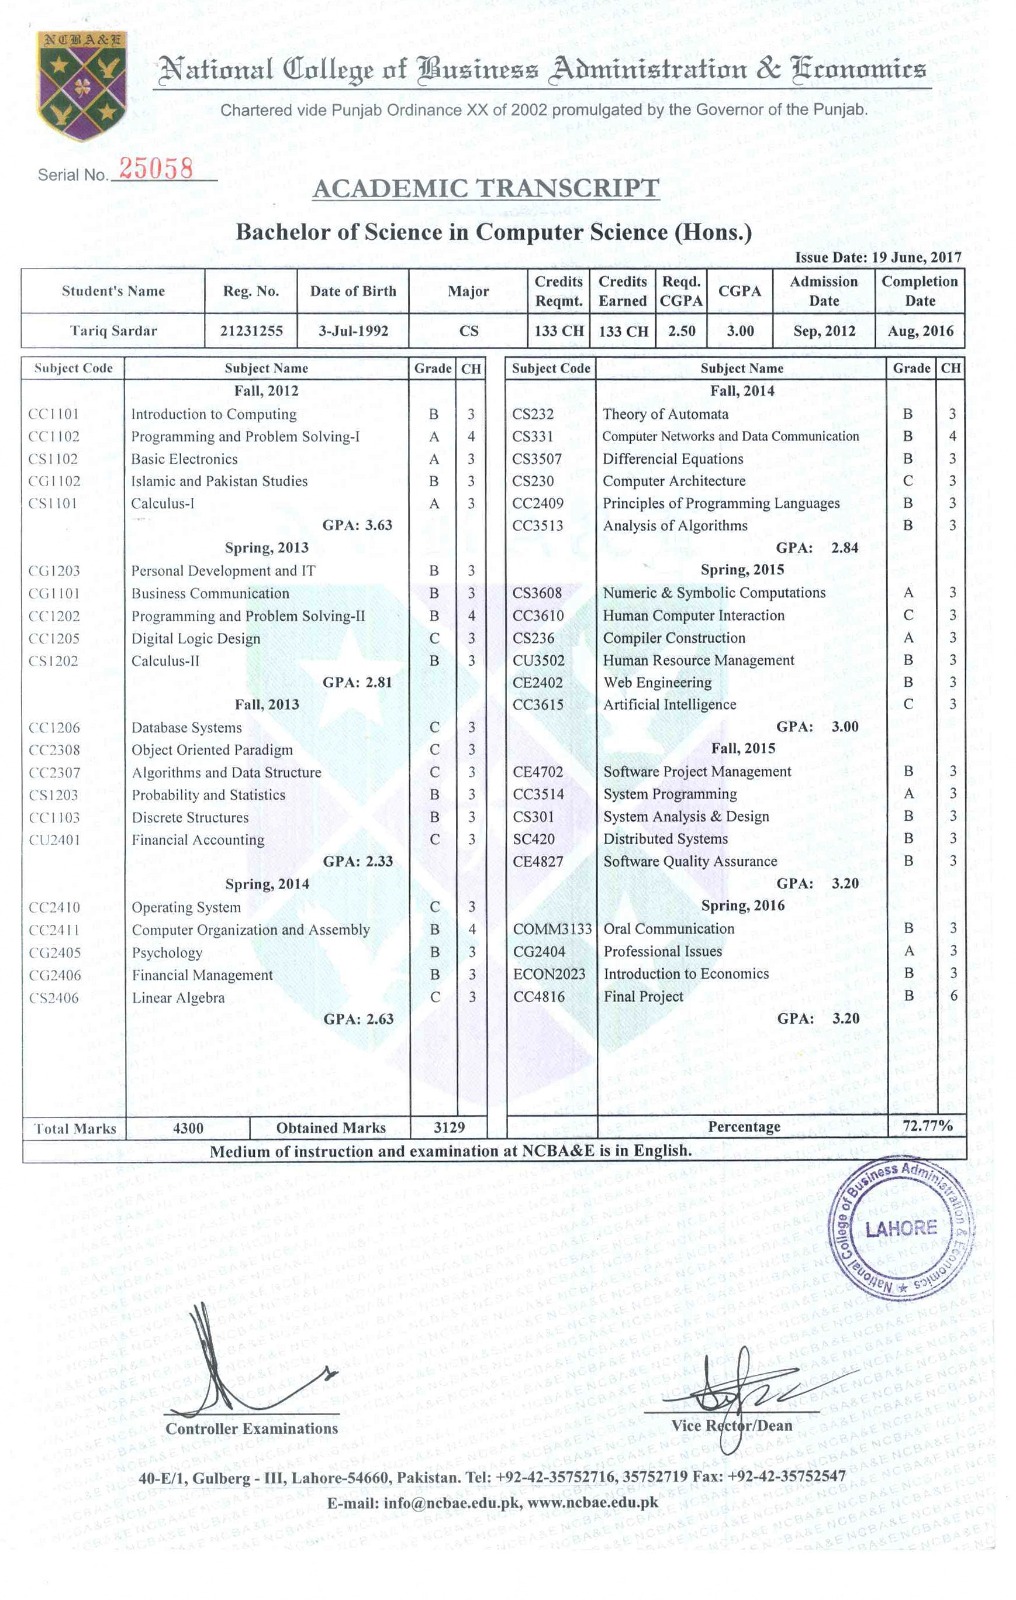 NCBA&E
National College of Business Administration & Economics
Chartered vide Punjab Ordinance XX of 2002 promulgated by the Governor of the Punjab.
Serial No. 25058
ACADEMIC TRANSCRIPT
Bachelor of Science in Computer Science (Hons.)
Issue Date: 19 June, 2017
Student's Name Reg. No. Date of Birth Major Credits Reqmt. Credits Earned Reqd. CGPA CGPA Admission Date Completion Date
Tariq Sardar 21231255 3-Jul-1992 CS 133 CH 133 CH 2.50 3.00 Sep, 2012 Aug, 2016
Subject Code Subject Name Grade CH
Fall, 2012
CC1101 Introduction to Computing B 3
CC1102 Programming and Problem Solving-I A 4
CS1102 Basic Electronics A 3
CG1102 Islamic and Pakistan Studies B 3
CS1101 Calculus-I A 3
GPA: 3.63
Spring, 2013
CG1203 Personal Development and IT B 3
CG1101 Business Communication B 3
CC1202 Programming and Problem Solving-II B 4
CC1205 Digital Logic Design C 3
CS1202 Calculus-II B 3
GPA: 2.81
Fall, 2013
CC1206 Database Systems C 3
CC2308 Object Oriented Paradigm C 3
CC2307 Algorithms and Data Structure C 3
CS1203 Probability and Statistics B 3
CC1103 Discrete Structures B 3
CU2401 Financial Accounting C 3
GPA: 2.33
Spring, 2014
CC2410 Operating System C 3
CC2411 Computer Organization and Assembly B 4
CG2405 Psychology B 3
CG2406 Financial Management B 3
CS2406 Linear Algebra C 3
GPA: 2.63
Subject Code Subject Name Grade CH
Fall, 2014
CS232 Theory of Automata B 3
CS331 Computer Networks and Data Communication B 4
CS3507 Differencial Equations B 3
CS230 Computer Architecture C 3
CC2409 Principles of Programming Languages B 3
CC3513 Analysis of Algorithms B 3
GPA: 2.84
Spring, 2015
CS3608 Numeric & Symbolic Computations A 3
CC3610 Human Computer Interaction C 3
CS236 Compiler Construction A 3
CU3502 Human Resource Management B 3
CE2402 Web Engineering B 3
CC3615 Artificial Intelligence C 3
GPA: 3.00
Fall, 2015
CE4702 Software Project Management B 3
CC3514 System Programming A 3
CS301 System Analysis & Design B 3
SC420 Distributed Systems B 3
CE4827 Software Quality Assurance B 3
GPA: 3.20
Spring, 2016
COMM3133 Oral Communication B 3
CG2404 Professional Issues A 3
ECON2023 Introduction to Economics B 3
CC4816 Final Project B 6
GPA: 3.20
Total Marks 4300 Obtained Marks 3129 Percentage 72.77%
Medium of instruction and examination at NCBA&E is in English.
National College of Business Administration & Economics
LAHORE
Controller Examinations
Vice Rector/Dean
40-E/1, Gulberg - III, Lahore-54660, Pakistan. Tel: +92-42-35752716, 35752719 Fax: +92-42-35752547
E-mail: info@ncbae.edu.pk, www.ncbae.edu.pk